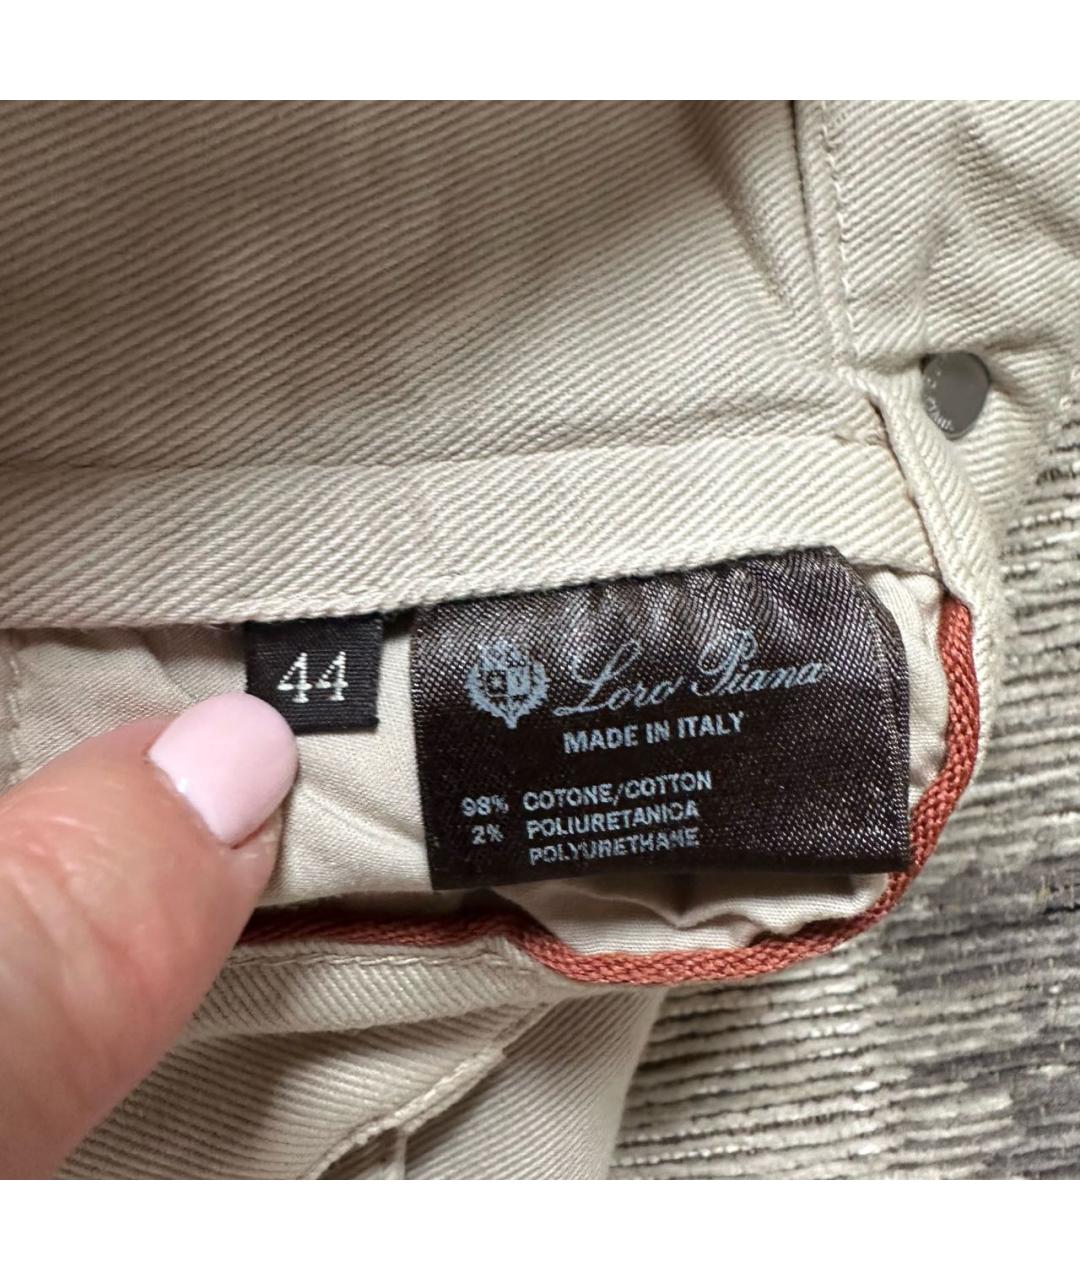 44
Loro Piana
MADE IN ITALY
98% COTONE/COTTON
2% POLIURETANICA
POLYURETHANE